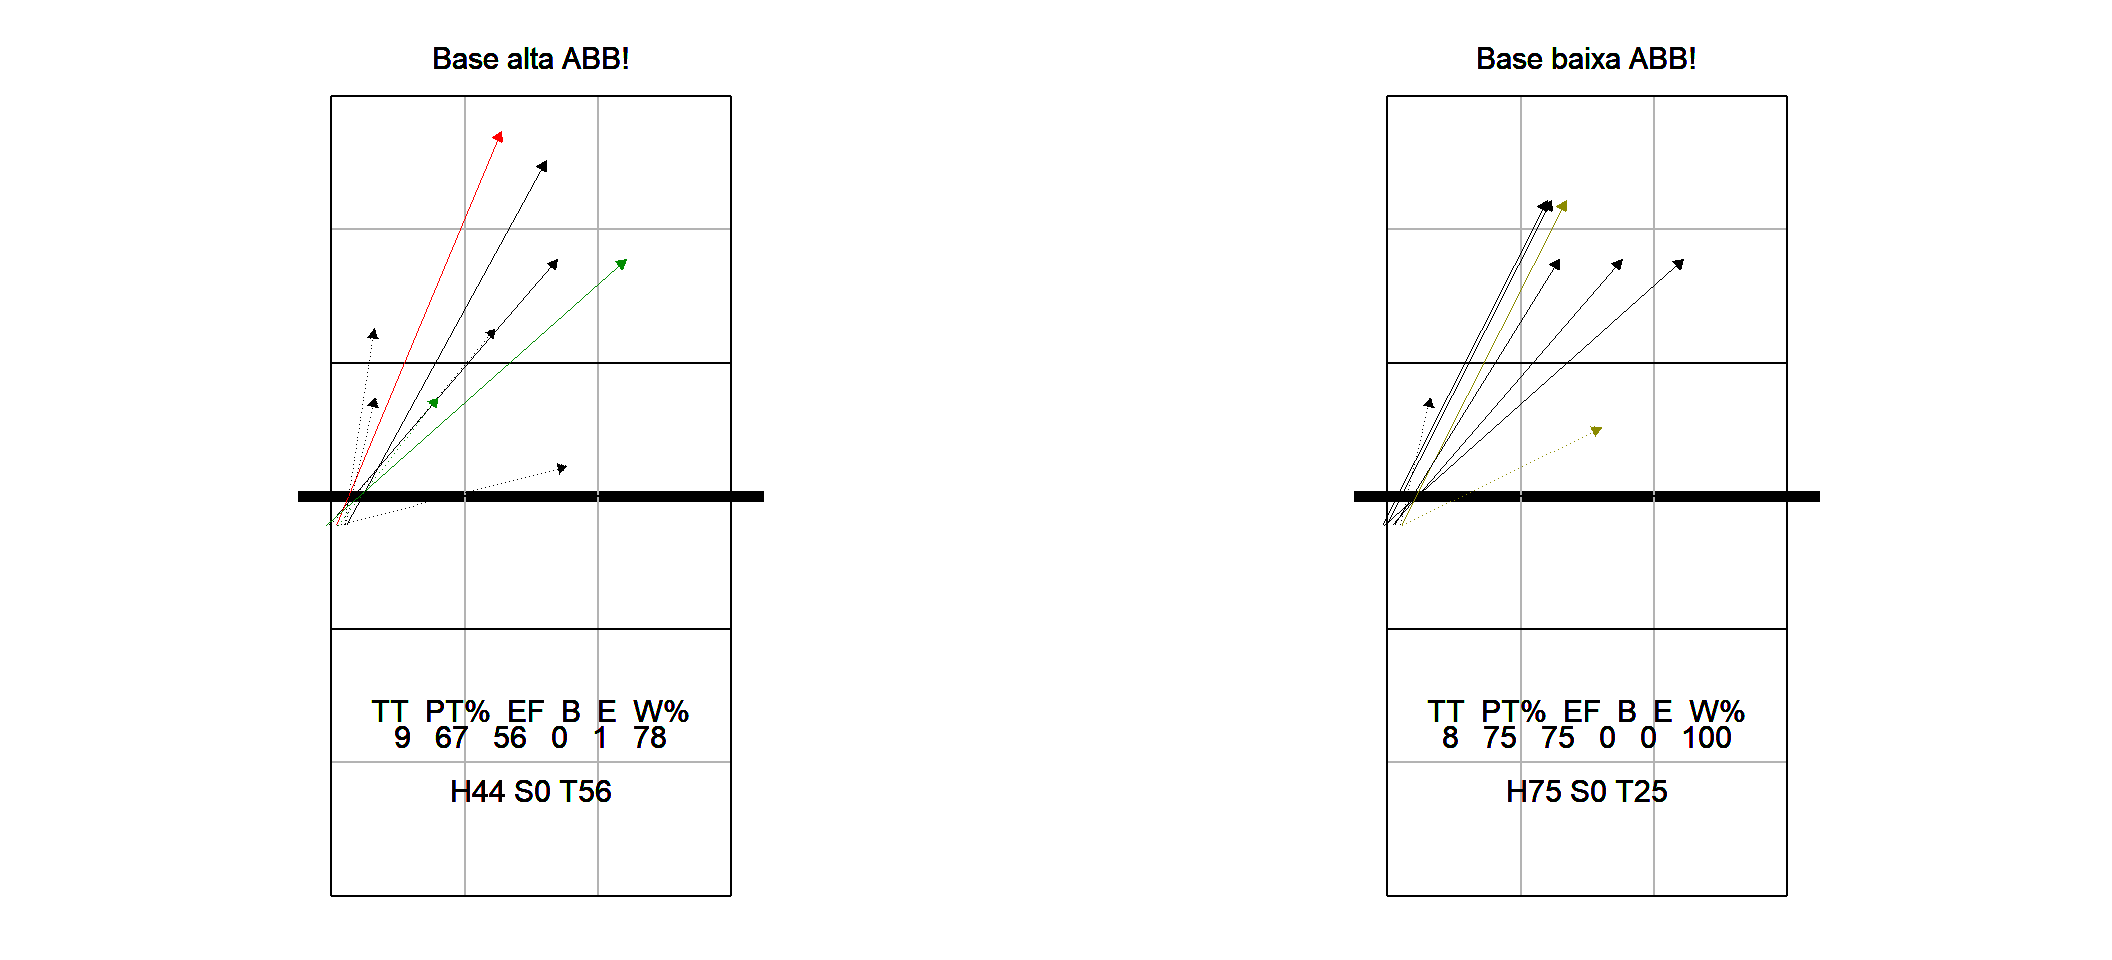 Base alta ABB!
TT PT% EF B E W%
9 67 56 0 1 78
H44 S0 T56
Base baixa ABB!
TT PT% EF B E W%
8 75 75 0 0 100
H75 S0 T25